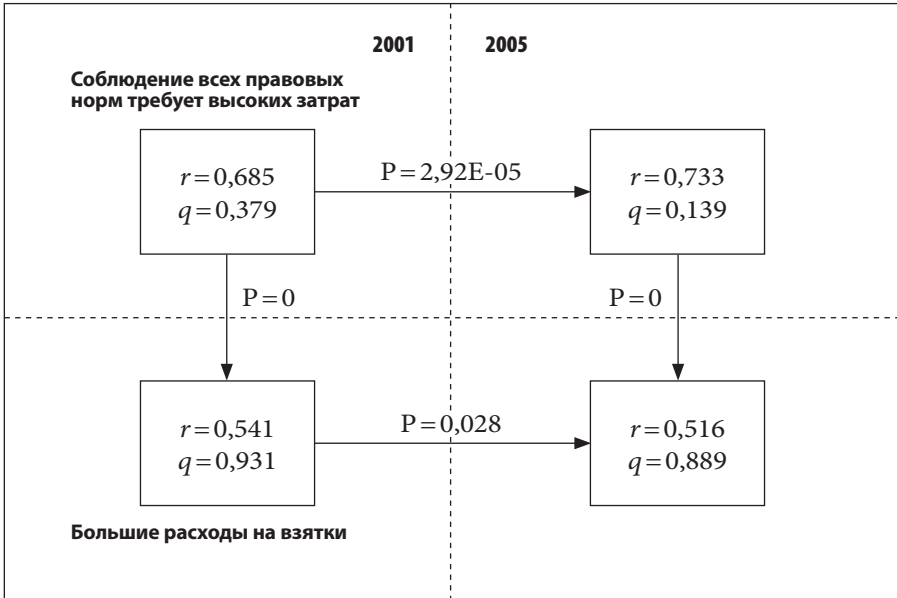 2001 2005
Соблюдение всех правовых
норм требует высоких затрат
r=0,685
q=0,379
P=2,92E-05
r=0,733
q=0,139
P=0
P=0
r=0,541
q=0,931
P=0,028
r=0,516
q=0,889
Большие расходы на взятки